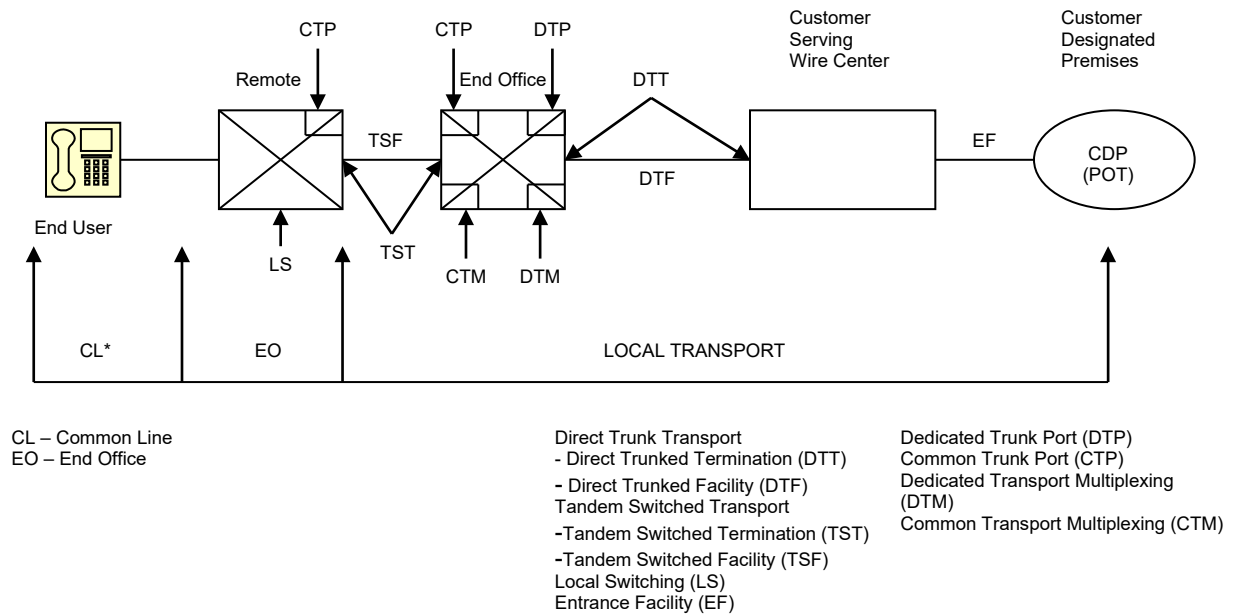 CTP
CTP
DTP
Customer
Serving
Wire Center
Customer
Designated
Premises
Remote
End Office
DTT
TSF
DTF
EF
CDP
(POT)
End User
LS
TST
CTM
DTM
CL*
EO
LOCAL TRANSPORT
CL – Common Line
EO – End Office
Direct Trunk Transport
- Direct Trunked Termination (DTT)
- Direct Trunked Facility (DTF)
Tandem Switched Transport
-Tandem Switched Termination (TST)
-Tandem Switched Facility (TSF)
Local Switching (LS)
Entrance Facility (EF)
Dedicated Trunk Port (DTP)
Common Trunk Port (CTP)
Dedicated Transport Multiplexing
(DTM)
Common Transport Multiplexing (CTM)